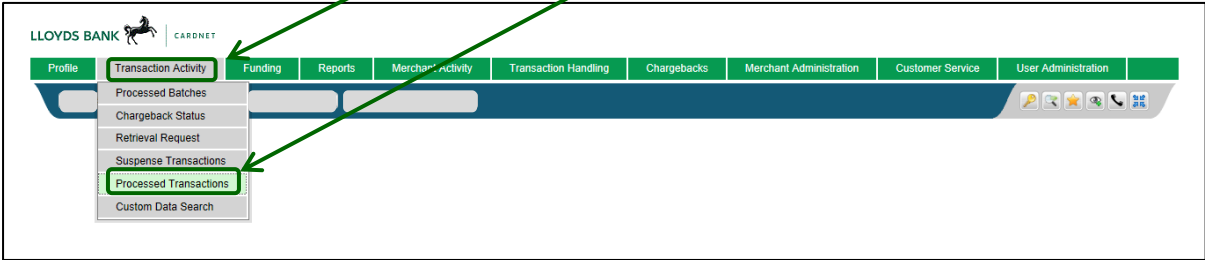 LLOYDS BANK CARDNET
Profile Transaction Activity Funding Reports Merchant Activity Transaction Handling Chargebacks Merchant Administration Customer Service User Administration
Processed Batches
Chargeback Status
Retrieval Request
Suspense Transactions
Processed Transactions
Custom Data Search